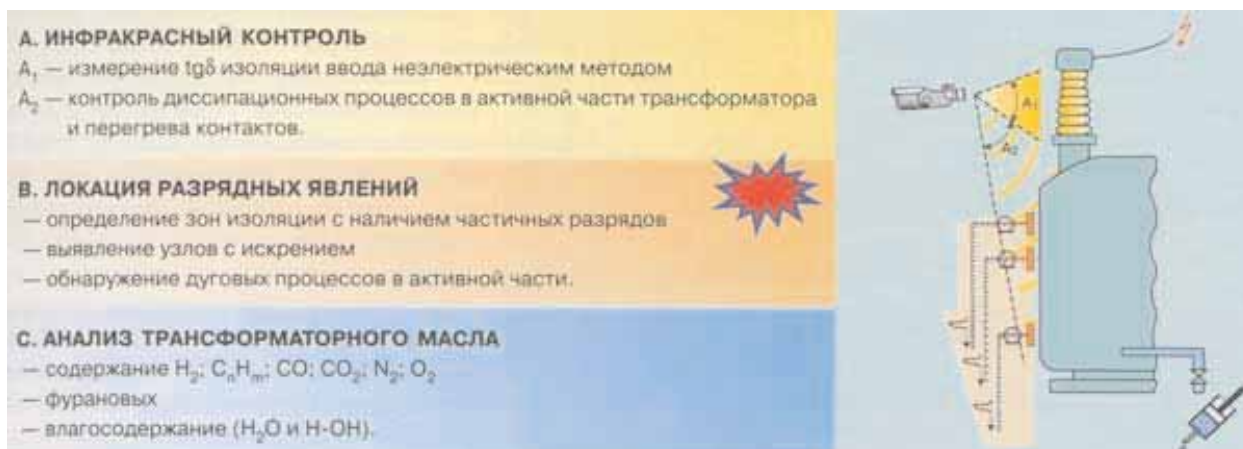 А. ИНФРАКРАСНЫЙ КОНТРОЛЬ
А₁ — измерение tgδ изоляции ввода неэлектрическим методом
А₂ — контроль диссипационных процессов в активной части трансформатора
и перегрева контактов.
В. ЛОКАЦИЯ РАЗРЯДНЫХ ЯВЛЕНИЙ
— определение зон изоляции с наличием частичных разрядов
— выявление узлов с искрением
— обнаружение дуговых процессов в активной части.
С. АНАЛИЗ ТРАНСФОРМАТОРНОГО МАСЛА
— содержание H₂; CₙHₘ; CO; CO₂; N₂; O₂
— фурановых
— влагосодержание (H₂O и H-OH).
А₁
А₂